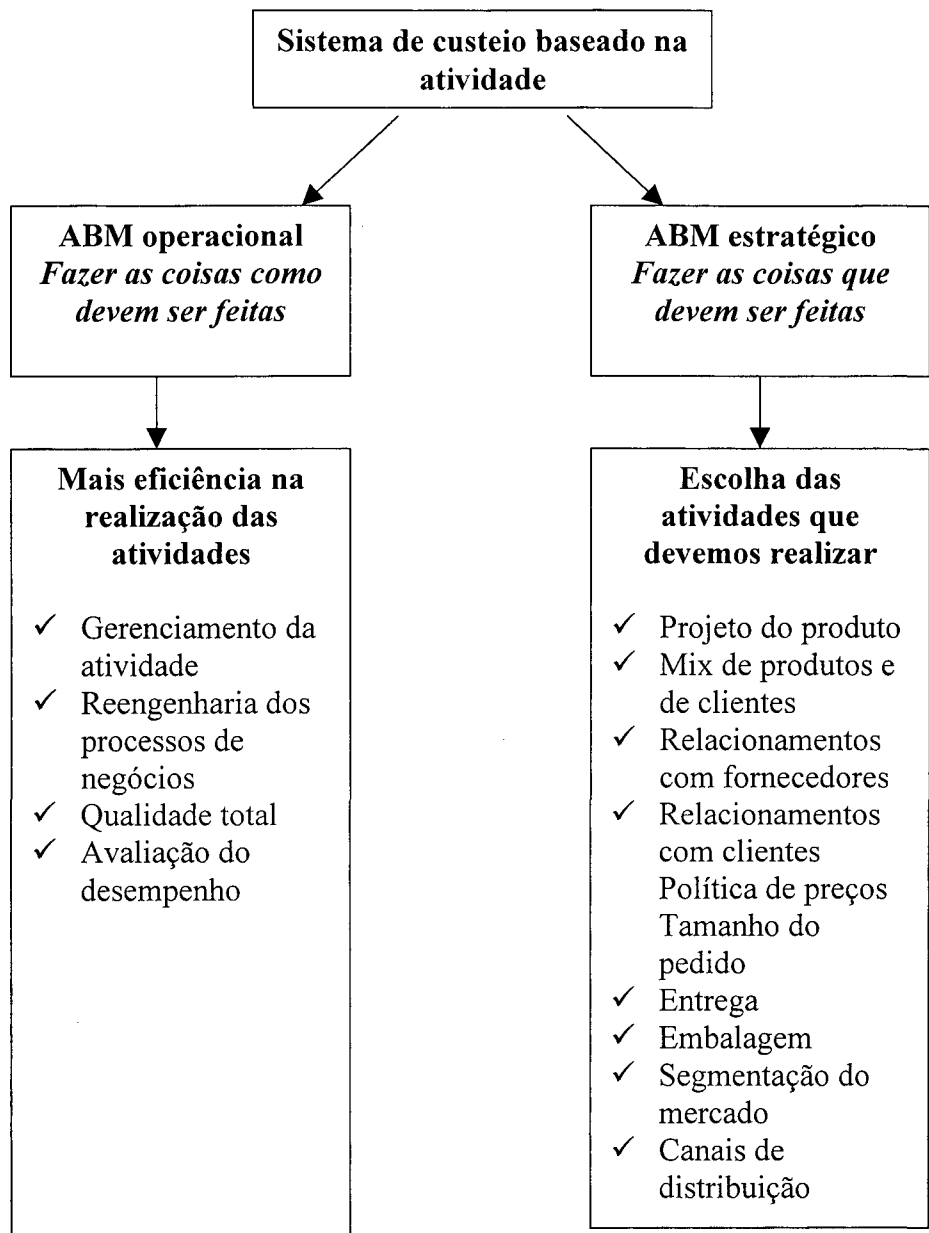 Sistema de custeio baseado na
atividade
ABM operacional
Fazer as coisas como
devem ser feitas
ABM estratégico
Fazer as coisas que
devem ser feitas
Mais eficiência na
realização das
atividades
✓ Gerenciamento da
atividade
✓ Reengenharia dos
processos de
negócios
✓ Qualidade total
✓ Avaliação do
desempenho
Escolha das
atividades que
devemos realizar
✓ Projeto do produto
✓ Mix de produtos e
de clientes
✓ Relacionamentos
com fornecedores
✓ Relacionamentos
com clientes
Política de preços
Tamanho do
pedido
✓ Entrega
✓ Embalagem
✓ Segmentação do
mercado
✓ Canais de
distribuição